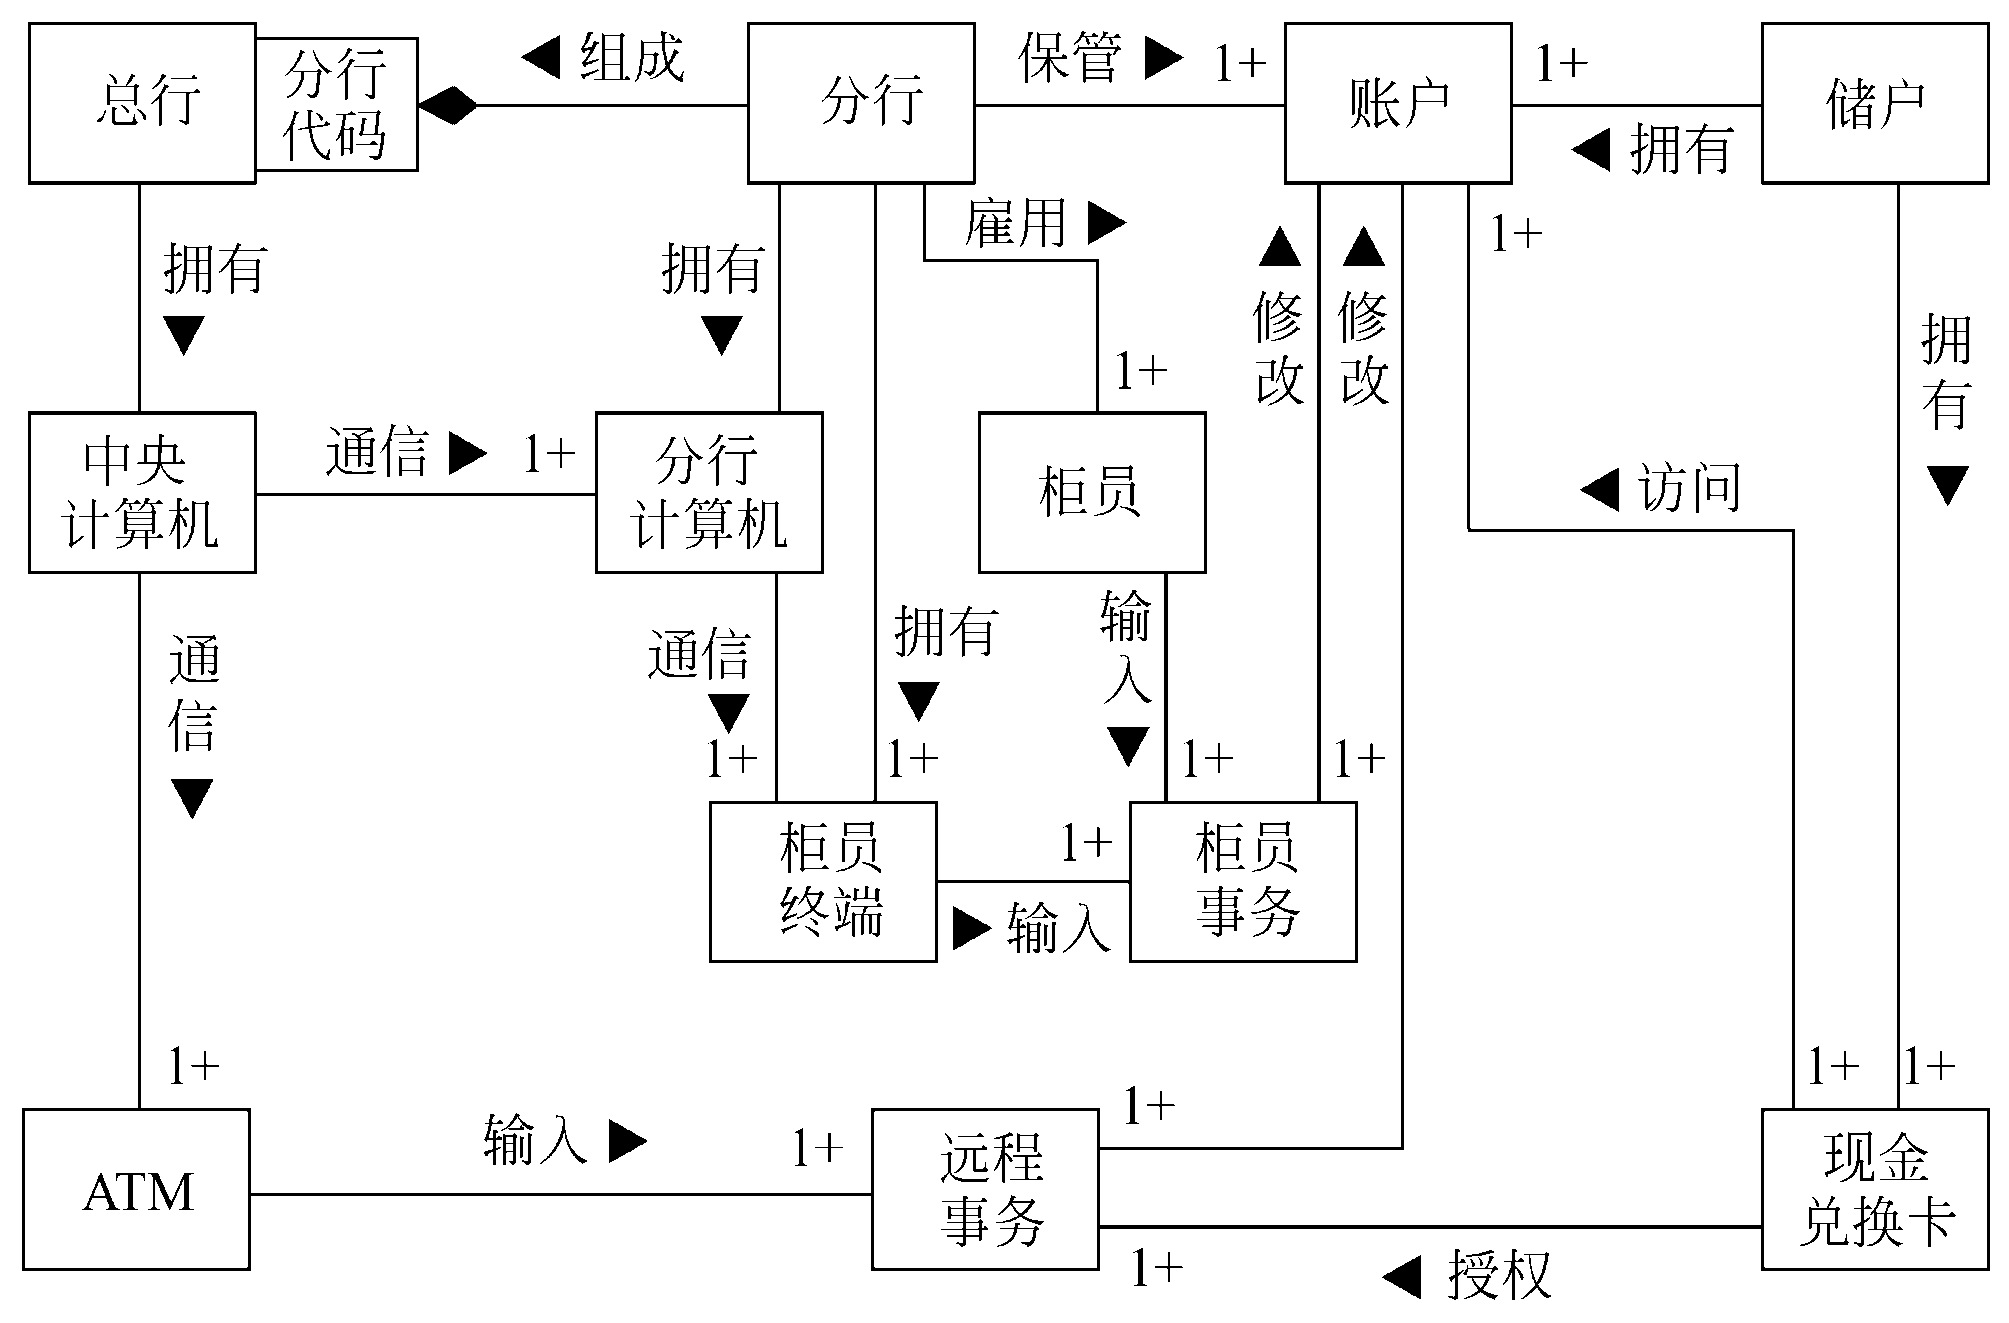 总行
分行
代码
◀ 组成
分行
保管 ▶
1+
账户
1+
◀ 拥有
储户
拥有
▼
拥有
▼
雇用 ▶
1+
▲
修
改
▲
修
改
1+
拥
有
▼
中央
计算机
通信 ▶
1+
分行
计算机
柜员
◀ 访问
通
信
▼
通信
▼
1+
拥有
▼
1+
输
入
▼
1+
1+
柜员
终端
1+
▶ 输入
柜员
事务
1+
ATM
输入 ▶
1+
远程
事务
1+
1+
◀ 授权
1+
1+
现金
兑换卡